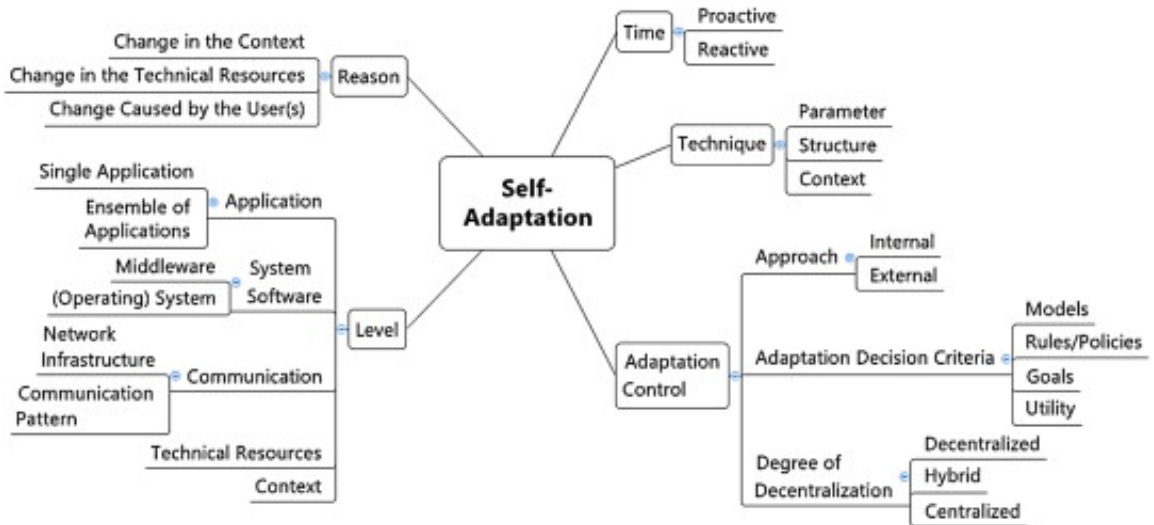 Self-
Adaptation
Time
Proactive
Reactive
Technique
Parameter
Structure
Context
Adaptation
Control
Approach
Internal
External
Adaptation Decision Criteria
Models
Rules/Policies
Goals
Utility
Degree of
Decentralization
Decentralized
Hybrid
Centralized
Reason
Change in the Context
Change in the Technical Resources
Change Caused by the User(s)
Level
Application
Single Application
Ensemble of
Applications
System
Software
Middleware
(Operating) System
Communication
Network
Infrastructure
Communication
Pattern
Technical Resources
Context